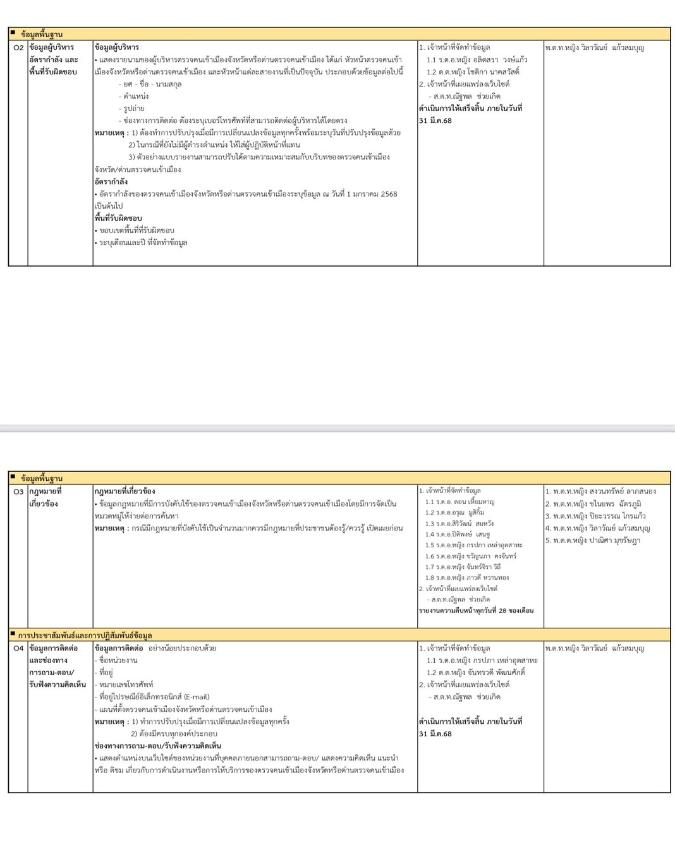 ▪ ข้อมูลพื้นฐาน
O2 ข้อมูลผู้บริหาร
อัตรากำลัง และ
พื้นที่รับผิดชอบ
ข้อมูลผู้บริหาร
• แสดงรายนามของผู้บริหารตรวจคนเข้าเมืองจังหวัดหรือด่านตรวจคนเข้าเมือง ได้แก่ หัวหน้าตรวจคนเข้า
เมืองจังหวัดหรือด่านตรวจคนเข้าเมือง และหัวหน้าแต่ละสายงานที่เป็นปัจจุบัน ประกอบด้วยข้อมูลต่อไปนี้
- ยศ - ชื่อ - นามสกุล
- ตำแหน่ง
- รูปถ่าย
- ช่องทางการติดต่อ ต้องระบุเบอร์โทรศัพท์ที่สามารถติดต่อผู้บริหารได้โดยตรง
หมายเหตุ : 1) ต้องทำการปรับปรุงเมื่อมีการเปลี่ยนแปลงข้อมูลทุกครั้งพร้อมระบุวันที่ปรับปรุงข้อมูลด้วย
2) ในกรณีที่ยังไม่มีผู้ดำรงตำแหน่ง ให้ใส่ผู้ปฏิบัติหน้าที่แทน
3) ตัวอย่างแบบรายงานสามารถปรับได้ตามความเหมาะสมกับบริบทของตรวจคนเข้าเมือง
จังหวัด/ด่านตรวจคนเข้าเมือง
อัตรากำลัง
• อัตรากำลังของตรวจคนเข้าเมืองจังหวัดหรือด่านตรวจคนเข้าเมืองระบุข้อมูล ณ วันที่ 1 มกราคม 2568
เป็นต้นไป
พื้นที่รับผิดชอบ
• ขอบเขตพื้นที่ที่รับผิดชอบ
• ระบุเดือนและปี ที่จัดทำข้อมูล
1. เจ้าหน้าที่จัดทำข้อมูล
1.1 ร.ต.อ.หญิง อลิตสรา วงษ์แก้ว
1.2 ด.ต.หญิง โชติกา นาคสวัสดิ์
2. เจ้าหน้าที่เผยแพร่ลงเว็บไซต์
- ส.ต.ท.ณัฐพล ช่วยเกิด
ดำเนินการให้เสร็จสิ้น ภายในวันที่
31 มี.ค.68
พ.ต.ท.หญิง วิลาวัณย์ แก้วสมบุญ
▪ ข้อมูลพื้นฐาน
O3 กฎหมายที่
เกี่ยวข้อง
กฎหมายที่เกี่ยวข้อง
• ข้อมูลกฎหมายที่มีการบังคับใช้ของตรวจคนเข้าเมืองจังหวัดหรือด่านตรวจคนเข้าเมืองโดยมีการจัดเป็น
หมวดหมู่ให้ง่ายต่อการค้นหา
หมายเหตุ : กรณีมีกฎหมายที่บังคับใช้เป็นจำนวนมากควรมีกฎหมายที่ประชาชนต้องรู้/ควรรู้ เปิดเผยก่อน
1. เจ้าหน้าที่จัดทำข้อมูล
1.1 ร.ต.อ. ดอน เหี้ยมหาญ
1.2 ร.ต.อ.อรุณ
1.3 ร.ต.อ.สิริวัฒน์ สมหวัง
1.4 ร.ต.อ.ปิติพงษ์ เสนชู
1.5 ร.ต.อ.หญิง กรปภา เหล่าอุตสาหะ
1.6 ร.ต.อ.หญิง ขวัญนภา คงจันทร์
1.7 ร.ต.อ.หญิง จันทร์จิรา วิถี
1.8 ร.ต.อ.หญิง ภาวดี หวานทอง
2. เจ้าหน้าที่เผยแพร่ลงเว็บไซต์
- ส.ต.ท.ณัฐพล ช่วยเกิด
รายงานความคืบหน้าทุกวันที่ 28 ของเดือน
1. พ.ต.ท.หญิง สงวนทรัพย์ ลาภสนอง
2. พ.ต.ท.หญิง ชไนยพร ฉัตรภูมิ
3. พ.ต.ท.หญิง ปิยะวรรณ ไกรแก้ว
4. พ.ต.ท.หญิง วิลาวัณย์ แก้วสมบุญ
5. พ.ต.ต.หญิง ปาณิศา มุขรัษฎา
▪ การประชาสัมพันธ์และการปฏิสัมพันธ์ข้อมูล
O4 ข้อมูลการติดต่อ
และช่องทาง
การถาม-ตอบ/
รับฟังความคิดเห็น
ข้อมูลการติดต่อ อย่างน้อยประกอบด้วย
- ชื่อหน่วยงาน
- ที่อยู่
- หมายเลขโทรศัพท์
- ที่อยู่ไปรษณีย์อิเล็กทรอนิกส์ (E-mail)
- แผนที่ตั้งตรวจคนเข้าเมืองจังหวัดหรือด่านตรวจคนเข้าเมือง
หมายเหตุ : 1) ทำการปรับปรุงเมื่อมีการเปลี่ยนแปลงข้อมูลทุกครั้ง
2) ต้องมีครบทุกองค์ประกอบ
ช่องทางการถาม-ตอบ/รับฟังความคิดเห็น
• แสดงตำแหน่งบนเว็บไซต์ของหน่วยงานที่บุคคลภายนอกสามารถถาม-ตอบ/ แสดงความคิดเห็น แนะนำ
หรือ ติชม เกี่ยวกับการดำเนินงานหรือการให้บริการของตรวจคนเข้าเมืองจังหวัดหรือด่านตรวจคนเข้าเมือง
1. เจ้าหน้าที่จัดทำข้อมูล
1.1 ร.ต.อ.หญิง กรปภา เหล่าอุตสาหะ
1.2 ด.ต.หญิง จันทรวดี พัฒนศักดิ์
2. เจ้าหน้าที่เผยแพร่ลงเว็บไซต์
- ส.ต.ท.ณัฐพล ช่วยเกิด
ดำเนินการให้เสร็จสิ้น ภายในวันที่
31 มี.ค.68
พ.ต.ท.หญิง วิลาวัณย์ แก้วสมบุญ